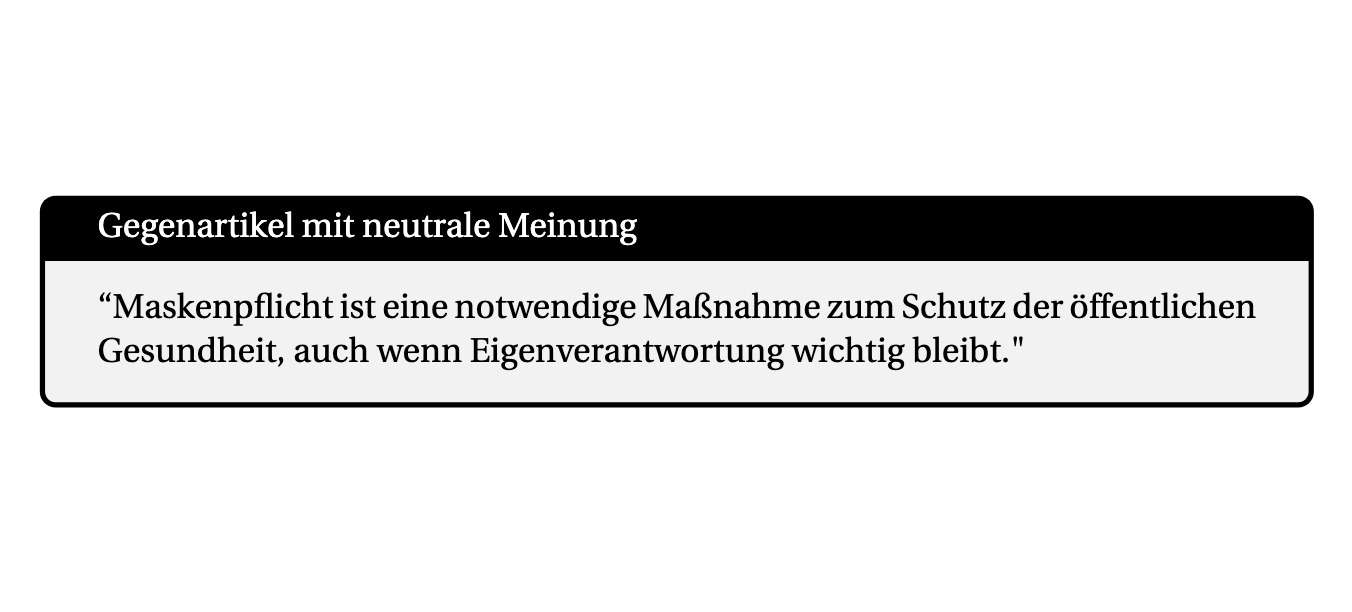 Gegenartikel mit neutrale Meinung
“Maskenpflicht ist eine notwendige Maßnahme zum Schutz der öffentlichen
Gesundheit, auch wenn Eigenverantwortung wichtig bleibt."